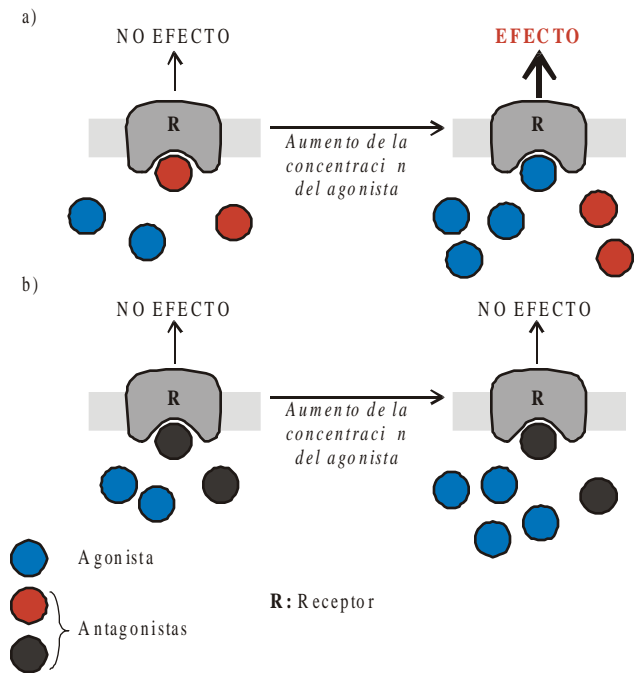 a)
NO EFECTO
EFECTO
R
R
Aumento de la
concentraci n
del agonista
b)
NO EFECTO
NO EFECTO
R
R
Aumento de la
concentraci n
del agonista
Agonista
R: Receptor
Antagonistas